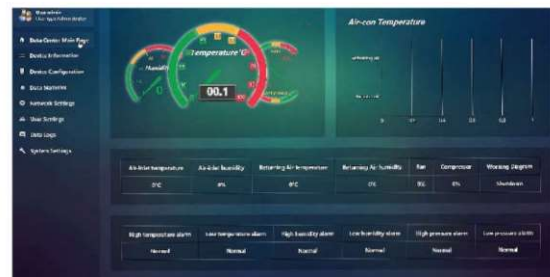 Data Center Main Page
Device Information
Device Configuration
Network Settings
User Settings
Data Logs
System Settings
Humidity
Temperature°C
00.1
Air-con Temperature
Air-inlet temperature Air-inlet humidity Returning Air temperature Returning Air humidity Fan Compressor Working Diagram
0°C 0% 0°C 0% 0% Shutdown
High temperature alarm Low temperature alarm High humidity alarm Low humidity alarm High pressure alarm Low pressure alarm
Normal Normal Normal Normal Normal Normal